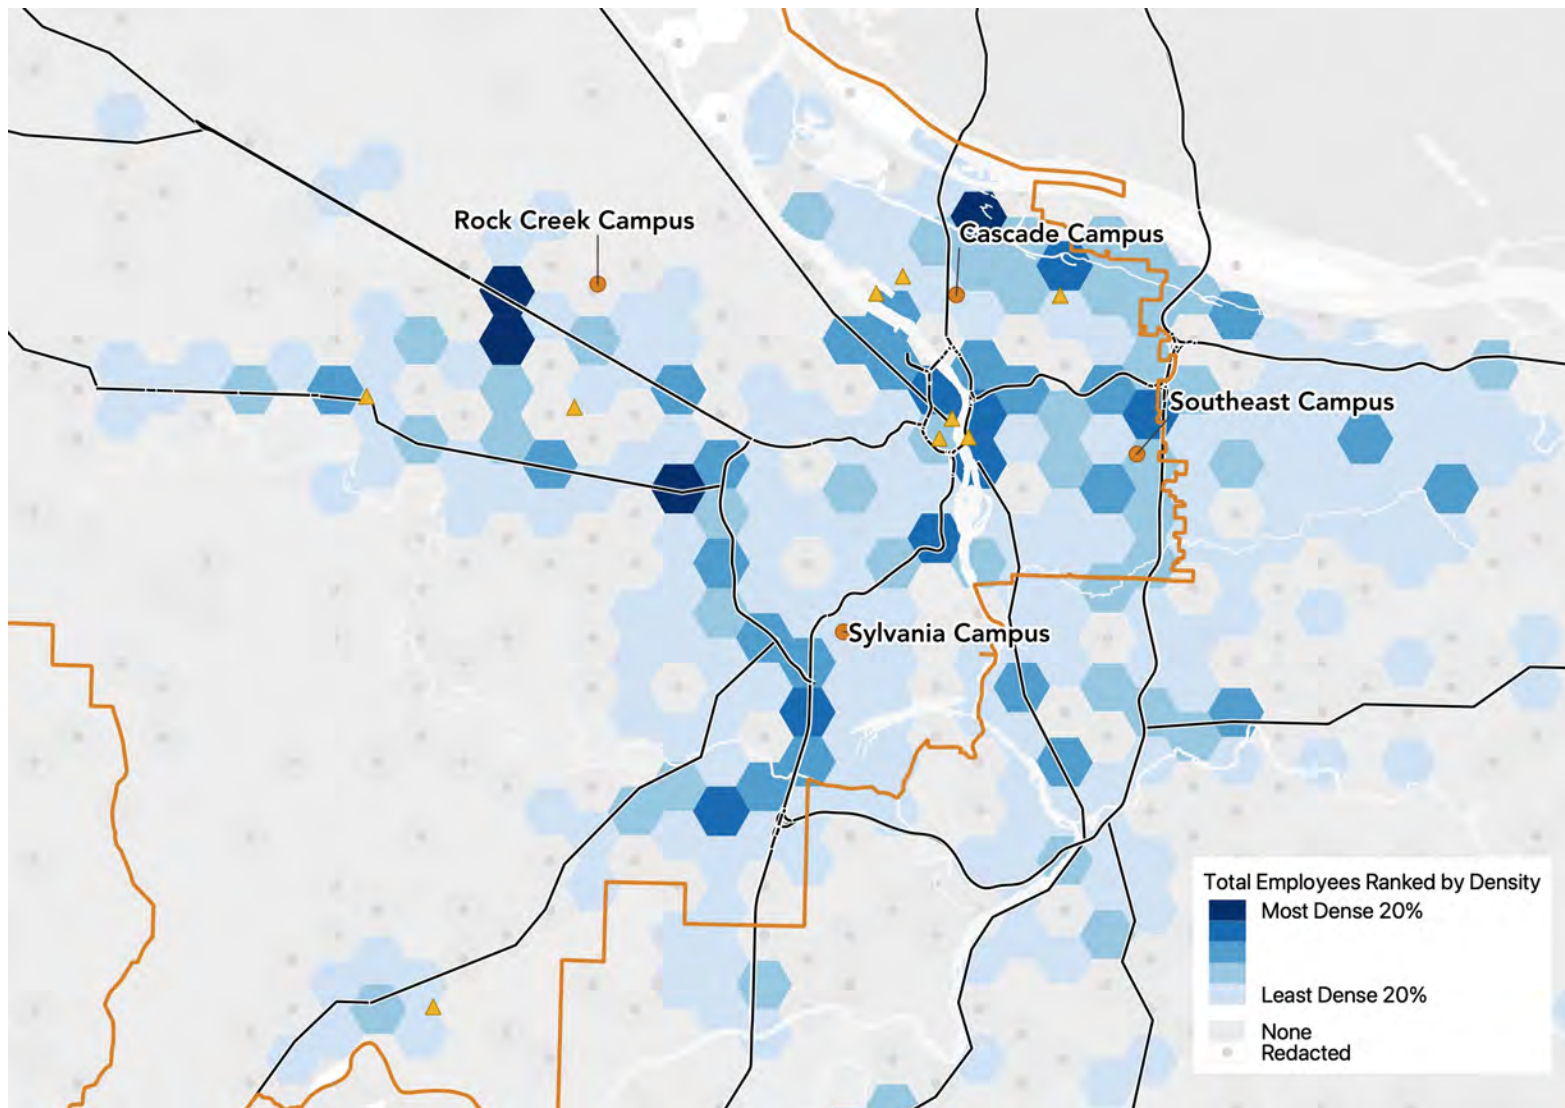 Rock Creek Campus
Cascade Campus
Southeast Campus
Sylvania Campus
Total Employees Ranked by Density
Most Dense 20%
Least Dense 20%
None
Redacted